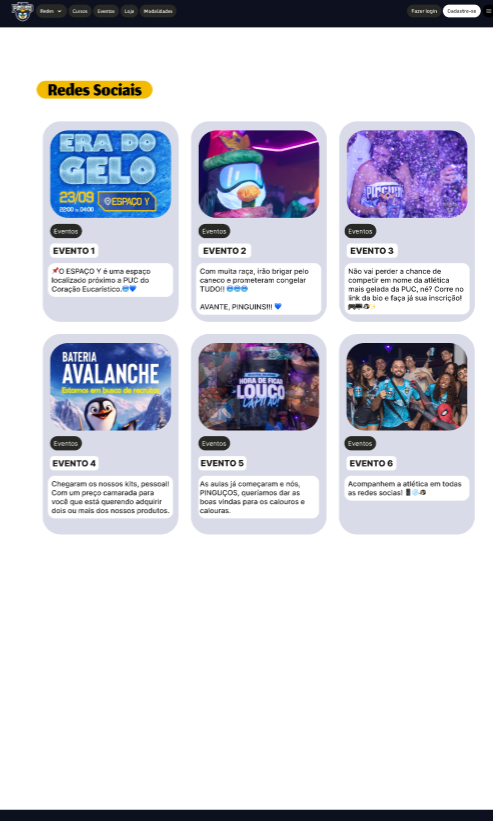 Redes
Cursos
Eventos
Loja
Modalidades
Fazer login
Cadastre-se
Redes Sociais
ERA DO
GELO
23/09
22:00 às 04:00
ESPAÇO Y
Eventos
EVENTO 1
📌O ESPAÇO Y é uma espaço
localizado próximo a PUC do
Coração Eucarístico.🥶💙
Eventos
EVENTO 2
Com muita raça, irão brigar pelo
caneco e prometeram congelar
TUDO!! 🥶🥶🥶
AVANTE, PINGUINS!!! 💙
Eventos
EVENTO 3
Não vai perder a chance de
competir em nome da atlética
mais gelada da PUC, né? Corre no
link da bio e faça já sua inscrição!
BATERIA
AVALANCHE
Estamos em busca de recrutas
Eventos
EVENTO 4
Chegaram os nossos kits, pessoal!
Com um preço camarada para
você que está querendo adquirir
dois ou mais dos nossos produtos.
HORA DE FICAR
LOUCO
CAPITÃO!
Eventos
EVENTO 5
As aulas já começaram e nós,
PINGUÇOS, queríamos dar as
boas vindas para os calouros e
calouras.
Eventos
EVENTO 6
Acompanhem a atlética em todas
as redes socias!